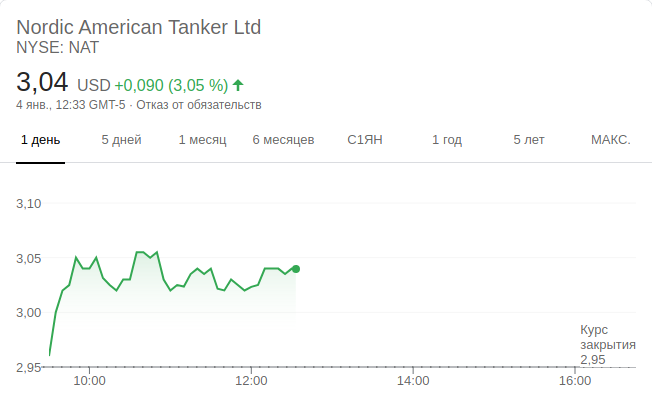 Nordic American Tanker Ltd
NYSE: NAT
3,04 USD +0,090 (3,05 %)
4 янв., 12:33 GMT-5 · Отказ от обязательств
1 день 5 дней 1 месяц 6 месяцев С1ЯН 1 год 5 лет МАКС.
3,10
3,05
3,00
Курс
закрытия
2,95
2,95
10:00 12:00 14:00 16:00